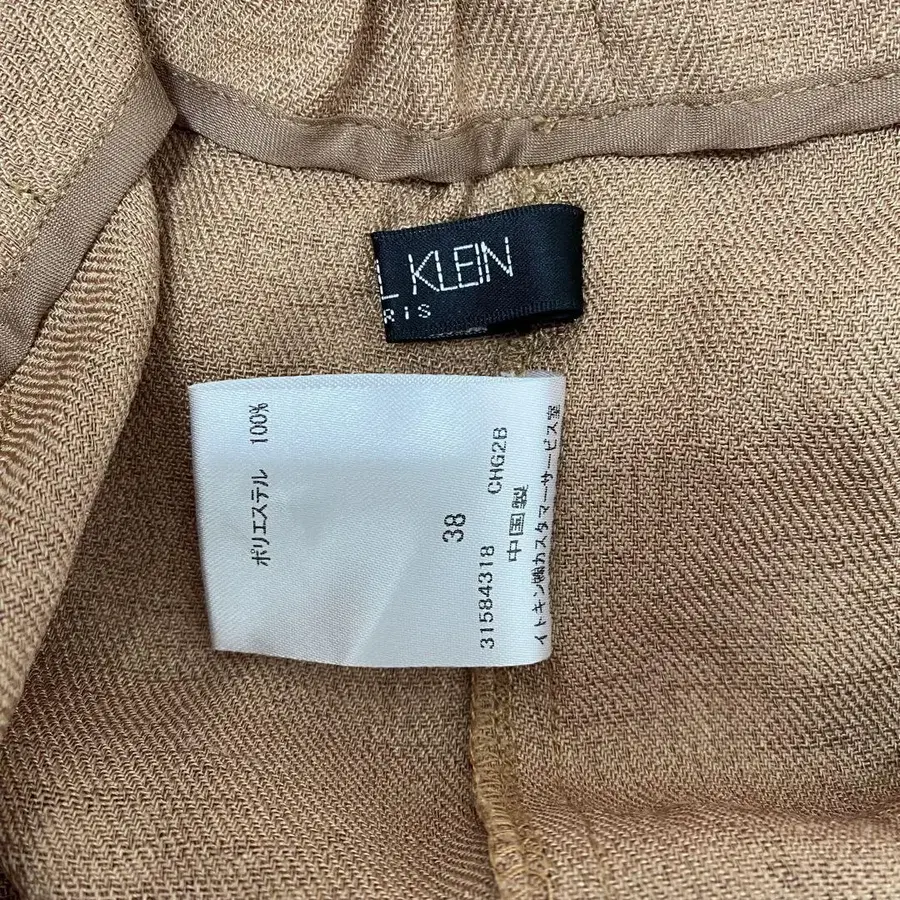 L KLEIN
RIS
ポリエステル 100%
38
31584318 CHG2B
中国製
イトキン㈱カスタマーサービス室